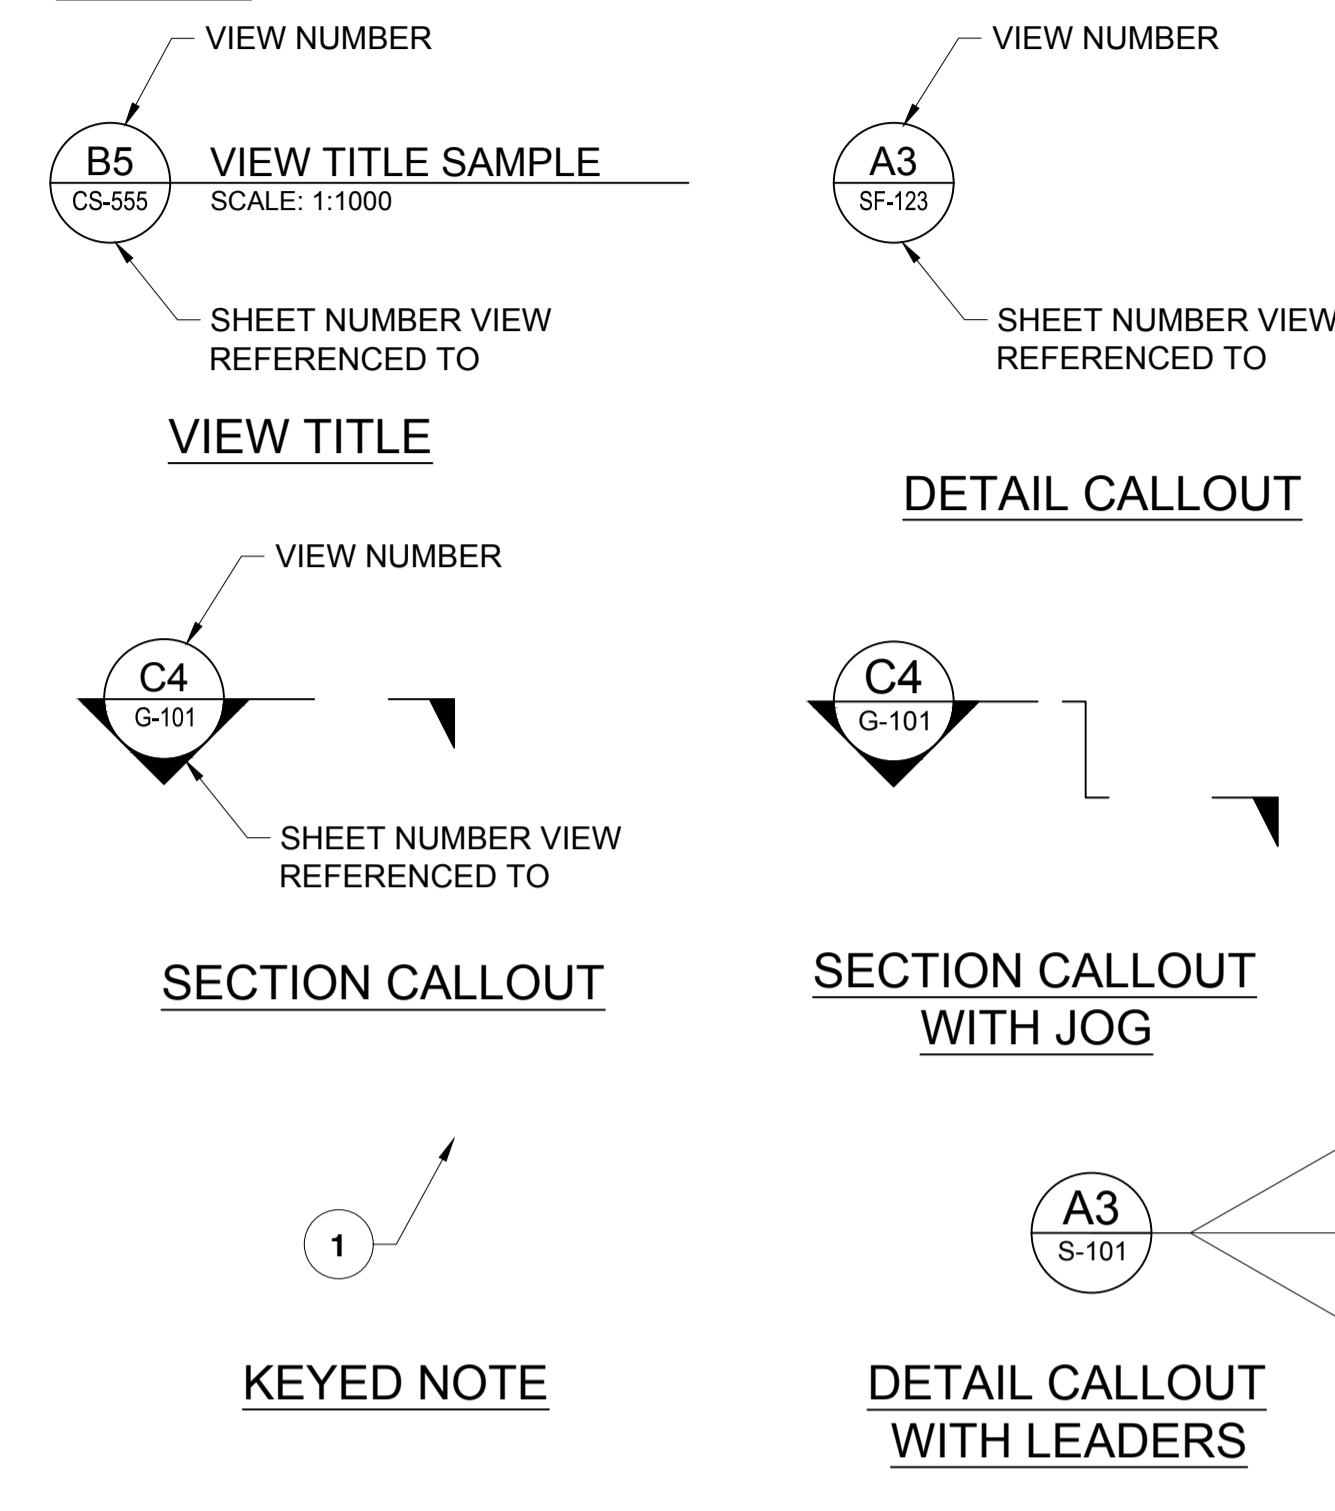 VIEW NUMBER
B5
CS-555
VIEW TITLE SAMPLE
SCALE: 1:1000
SHEET NUMBER VIEW
REFERENCED TO
VIEW TITLE
VIEW NUMBER
A3
SF-123
SHEET NUMBER VIEW
REFERENCED TO
DETAIL CALLOUT
VIEW NUMBER
C4
G-101
SHEET NUMBER VIEW
REFERENCED TO
SECTION CALLOUT
C4
G-101
SECTION CALLOUT
WITH JOG
1
KEYED NOTE
A3
S-101
DETAIL CALLOUT
WITH LEADERS